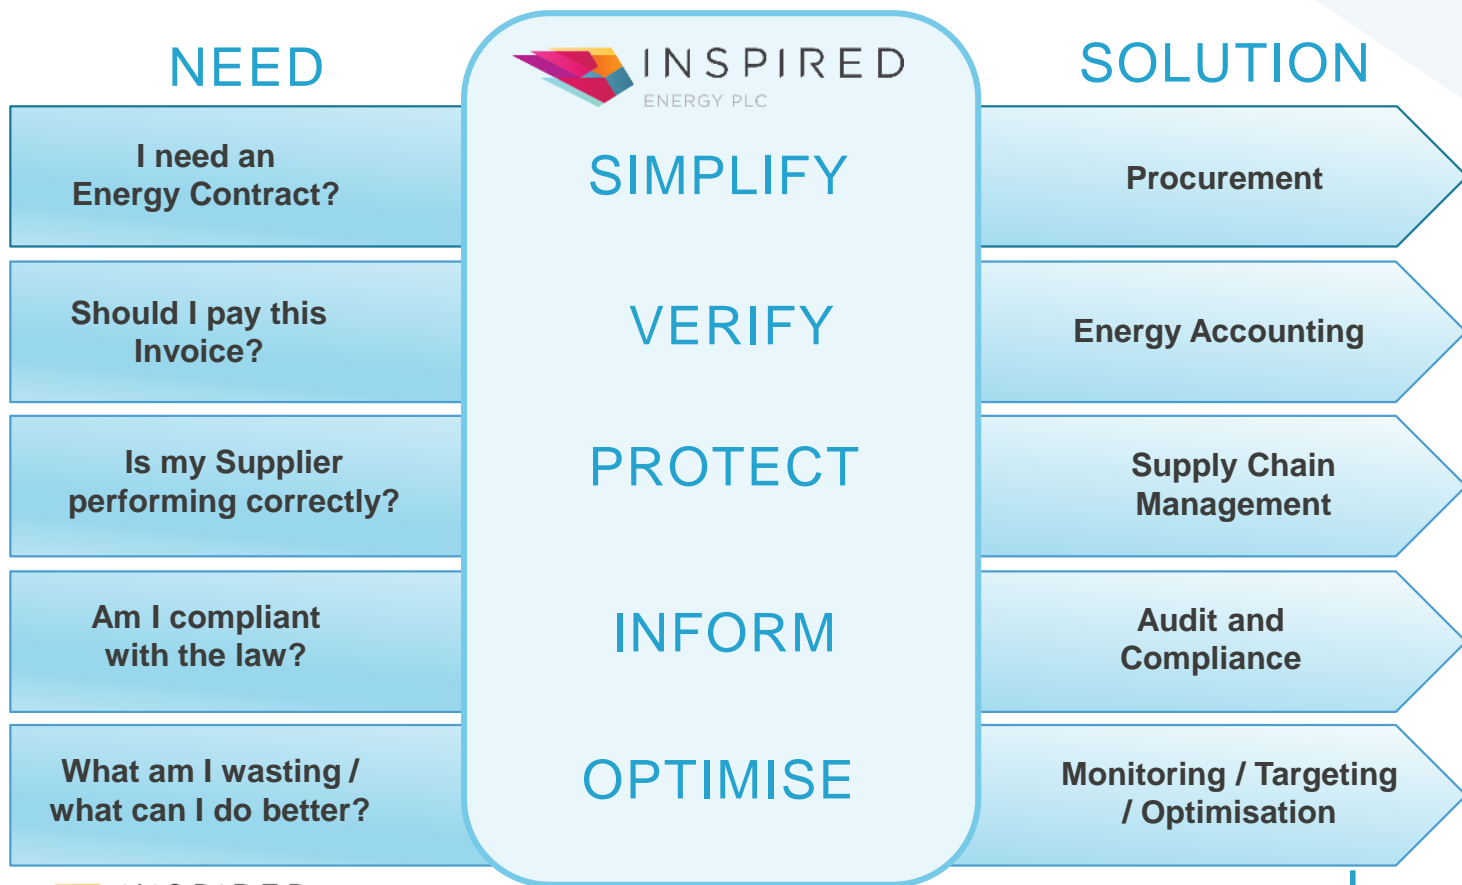 NEED
INSPIRED
ENERGY PLC
SOLUTION
I need an
Energy Contract?
SIMPLIFY
Procurement
Should I pay this
Invoice?
VERIFY
Energy Accounting
Is my Supplier
performing correctly?
PROTECT
Supply Chain
Management
Am I compliant
with the law?
INFORM
Audit and
Compliance
What am I wasting /
what can I do better?
OPTIMISE
Monitoring / Targeting
/ Optimisation
INSPIRED